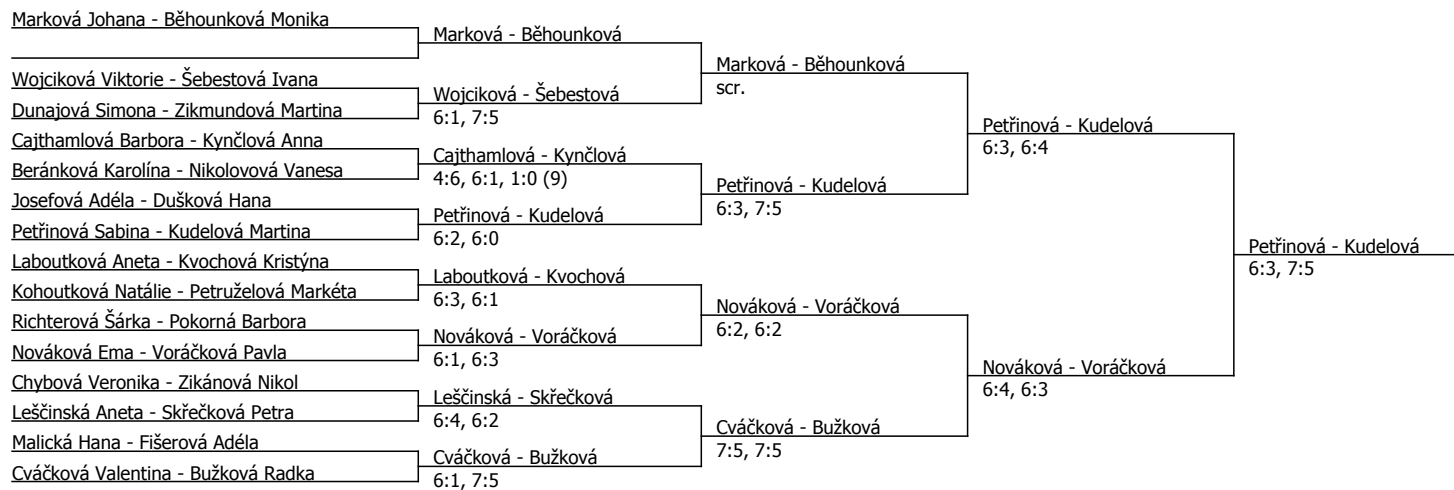 Marková Johana - Běhounková Monika
Wojciková Viktorie - Šebestová Ivana
Dunajová Simona - Zikmundová Martina
Cajthamlová Barbora - Kynčlová Anna
Beránková Karolína - Nikolovová Vanesa
Josefová Adéla - Dušková Hana
Petřinová Sabina - Kudelová Martina
Laboutková Aneta - Kvochová Kristýna
Kohoutková Natálie - Petruželová Markéta
Richterová Šárka - Pokorná Barbora
Nováková Ema - Voráčková Pavla
Chybová Veronika - Zikánová Nikol
Leščinská Aneta - Skřečková Petra
Malická Hana - Fišerová Adéla
Cváčková Valentina - Bužková Radka
Marková - Běhounková
Wojciková - Šebestová
6:1, 7:5
Cajthamlová - Kynčlová
4:6, 6:1, 1:0 (9)
Petřinová - Kudelová
6:2, 6:0
Laboutková - Kvochová
6:3, 6:1
Nováková - Voráčková
6:1, 6:3
Leščinská - Skřečková
6:4, 6:2
Cváčková - Bužková
6:1, 7:5
Marková - Běhounková
scr.
Petřinová - Kudelová
6:3, 7:5
Nováková - Voráčková
6:2, 6:2
Cváčková - Bužková
7:5, 7:5
Petřinová - Kudelová
6:3, 6:4
Nováková - Voráčková
6:4, 6:3
Petřinová - Kudelová
6:3, 7:5